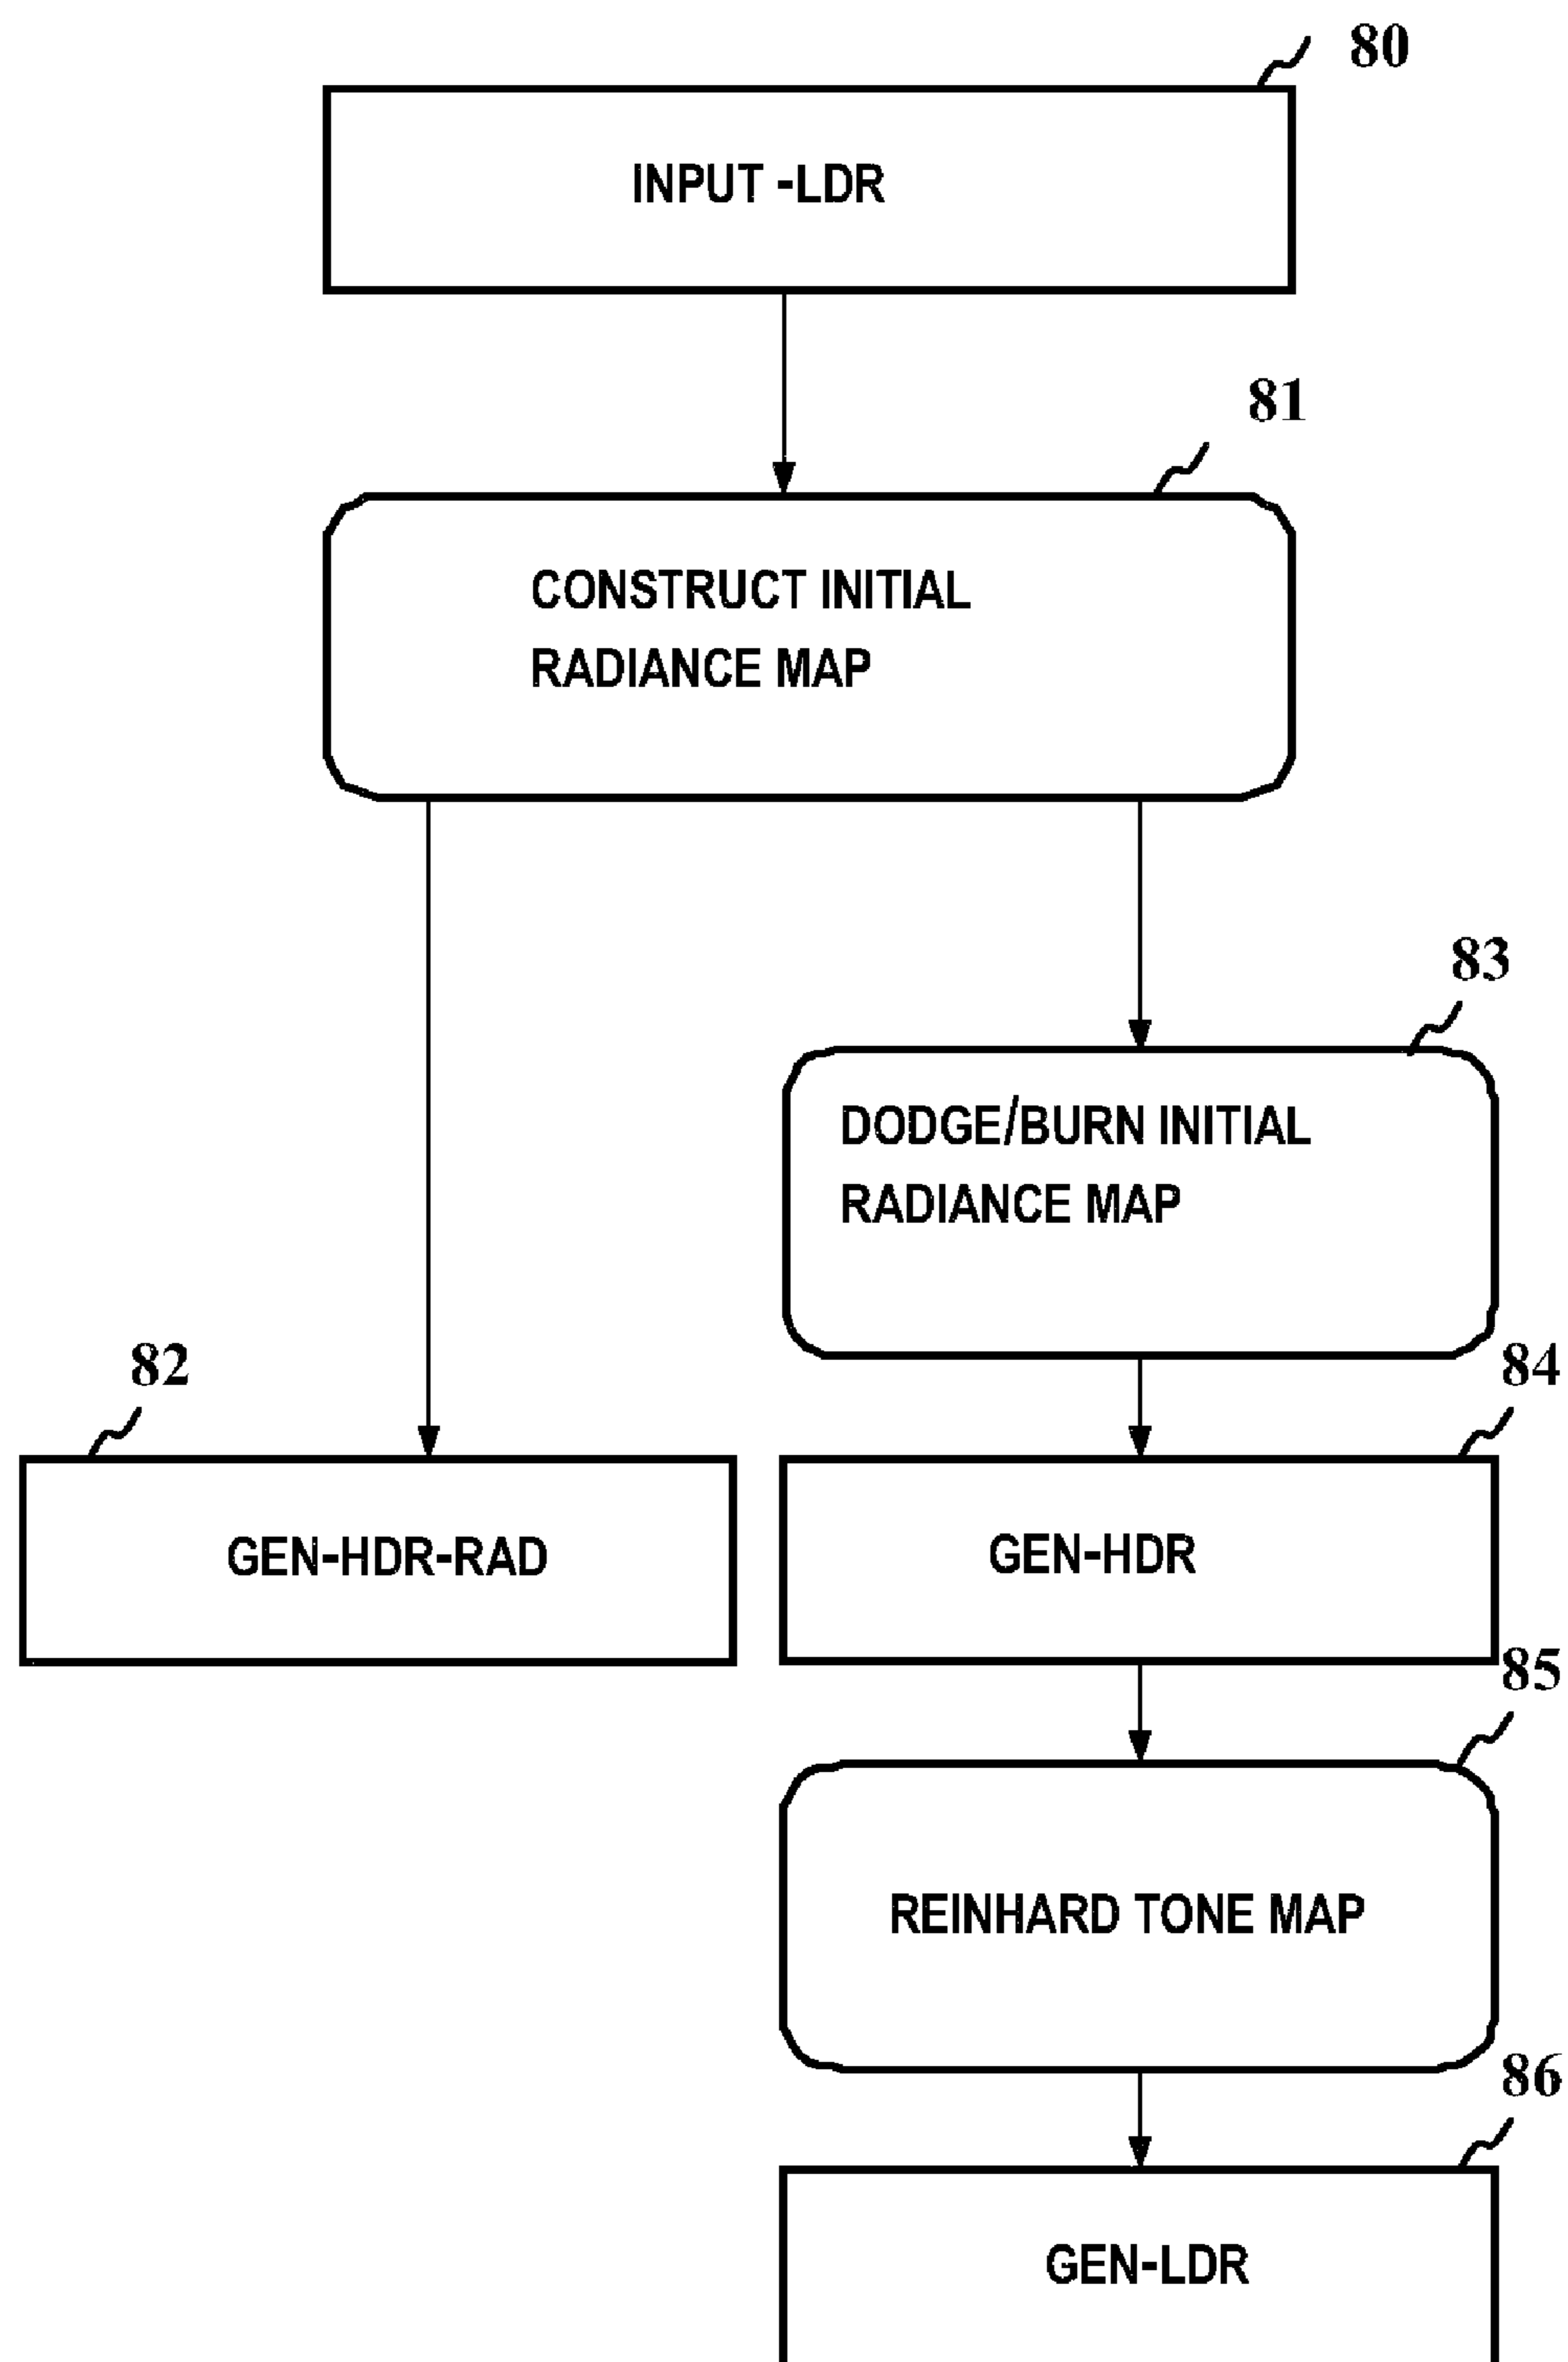 80
INPUT -LDR
81
CONSTRUCT INITIAL
RADIANCE MAP
83
DODGE/BURN INITIAL
RADIANCE MAP
82
84
GEN-HDR-RAD
GEN-HDR
85
REINHARD TONE MAP
86
GEN-LDR